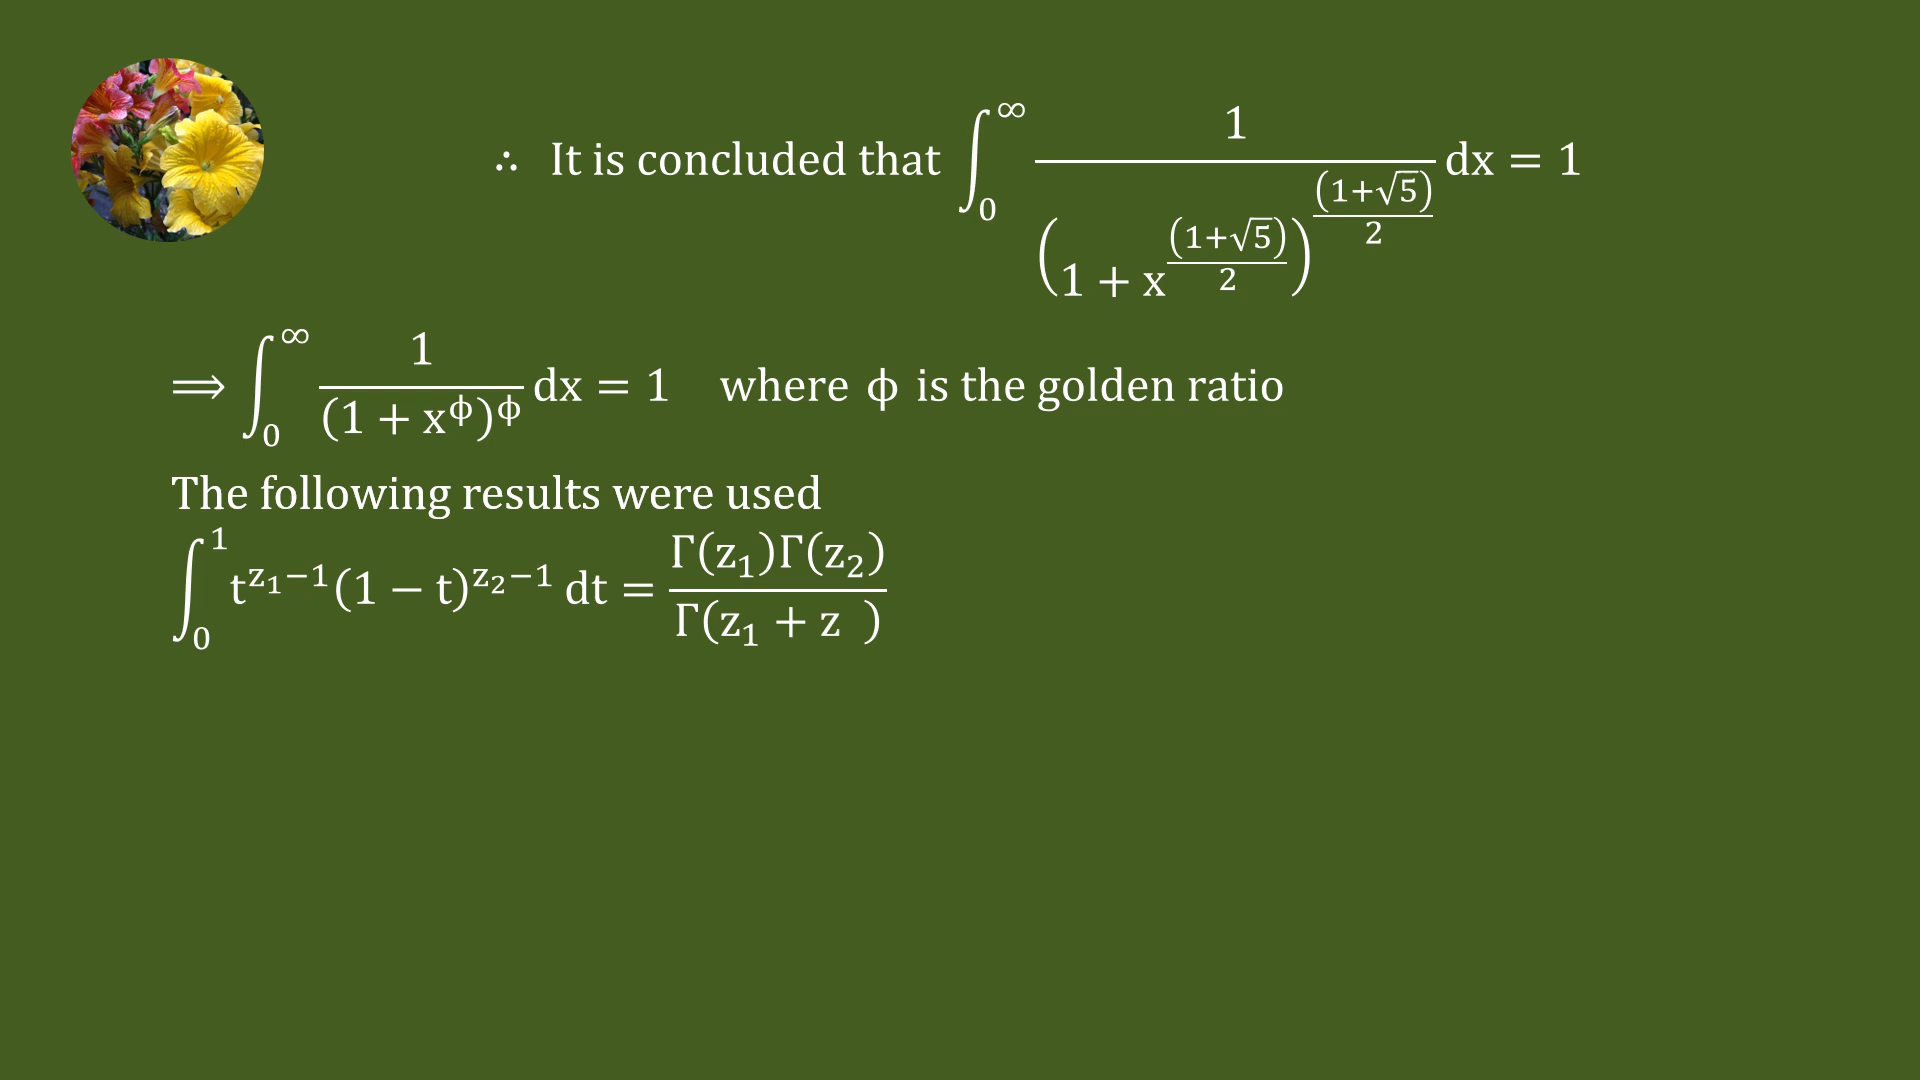 ∴ It is concluded that ∫₀^∞ 1/(1 + x^((1+√5)/2))^((1+√5)/2) dx = 1
⟹ ∫₀^∞ 1/(1 + x^ϕ)^ϕ dx = 1 where ϕ is the golden ratio
The following results were used
∫₀¹ t^(z₁−1)(1 − t)^(z₂−1) dt = Γ(z₁)Γ(z₂)/Γ(z₁ + z )